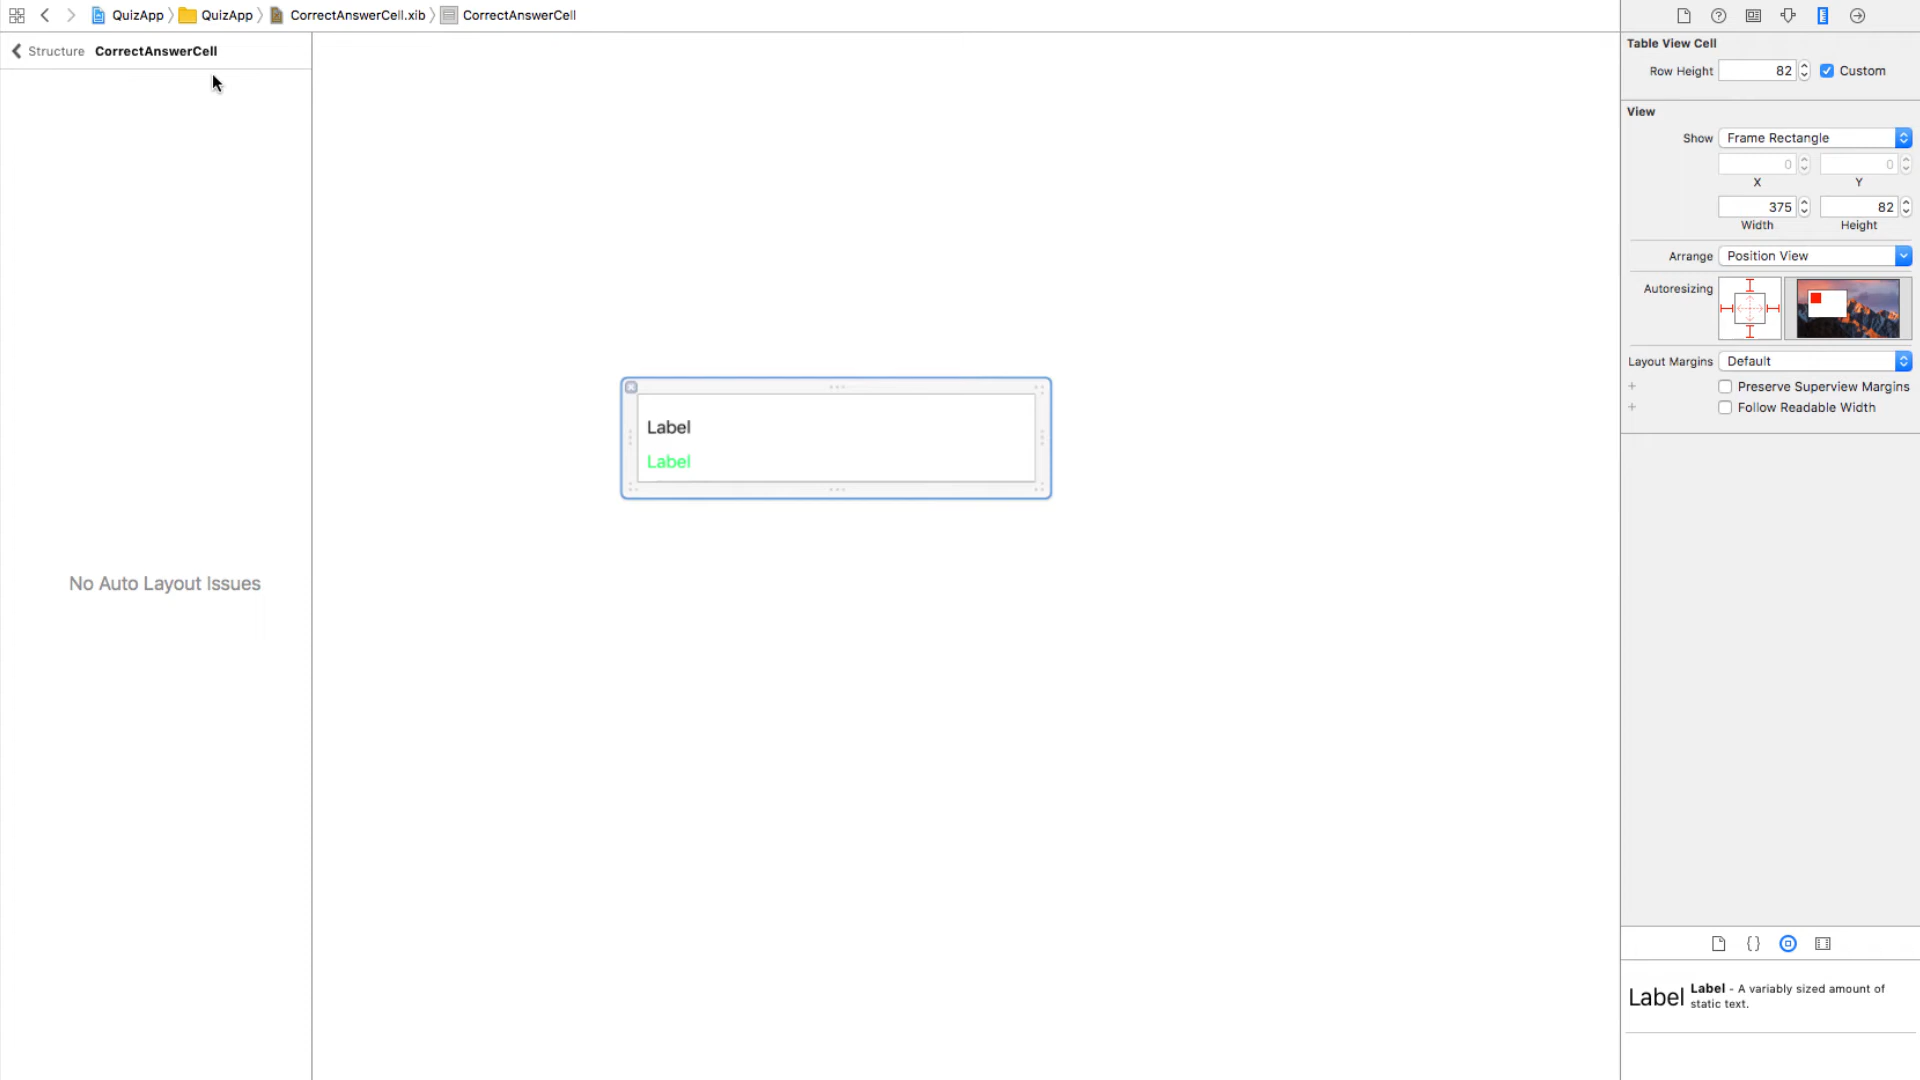 QuizApp QuizApp CorrectAnswerCell.xib CorrectAnswerCell
Structure CorrectAnswerCell
No Auto Layout Issues
Label
Label
Table View Cell
Row Height 82 Custom
View
Show Frame Rectangle
0 0
X Y
375 82
Width Height
Arrange Position View
Autoresizing
Layout Margins Default
+ Preserve Superview Margins
+ Follow Readable Width
{}
Label Label - A variably sized amount of
static text.